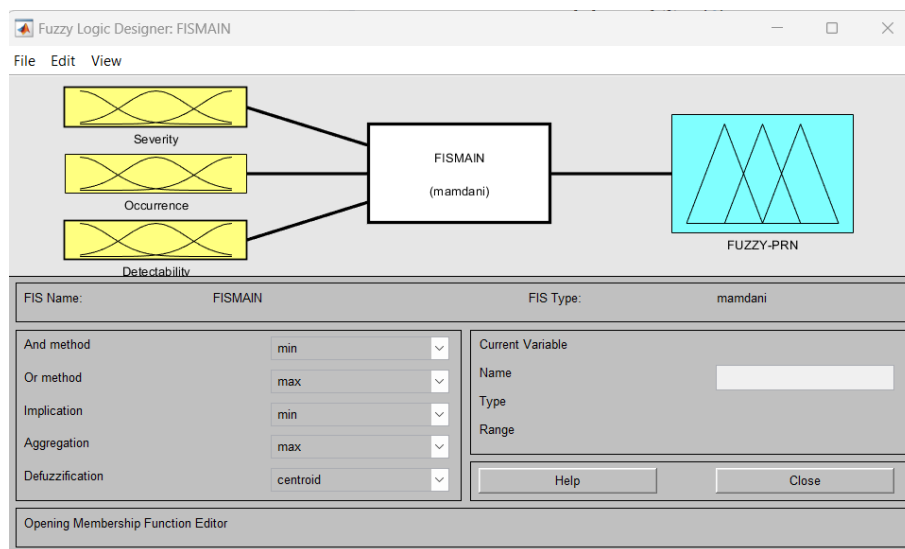 Fuzzy Logic Designer: FISMAIN
File Edit View
Severity
Occurrence
Detectability
FISMAIN
(mamdani)
FUZZY-PRN
FIS Name: FISMAIN FIS Type: mamdani
And method min
Or method max
Implication min
Aggregation max
Defuzzification centroid
Current Variable
Name
Type
Range
Help Close
Opening Membership Function Editor